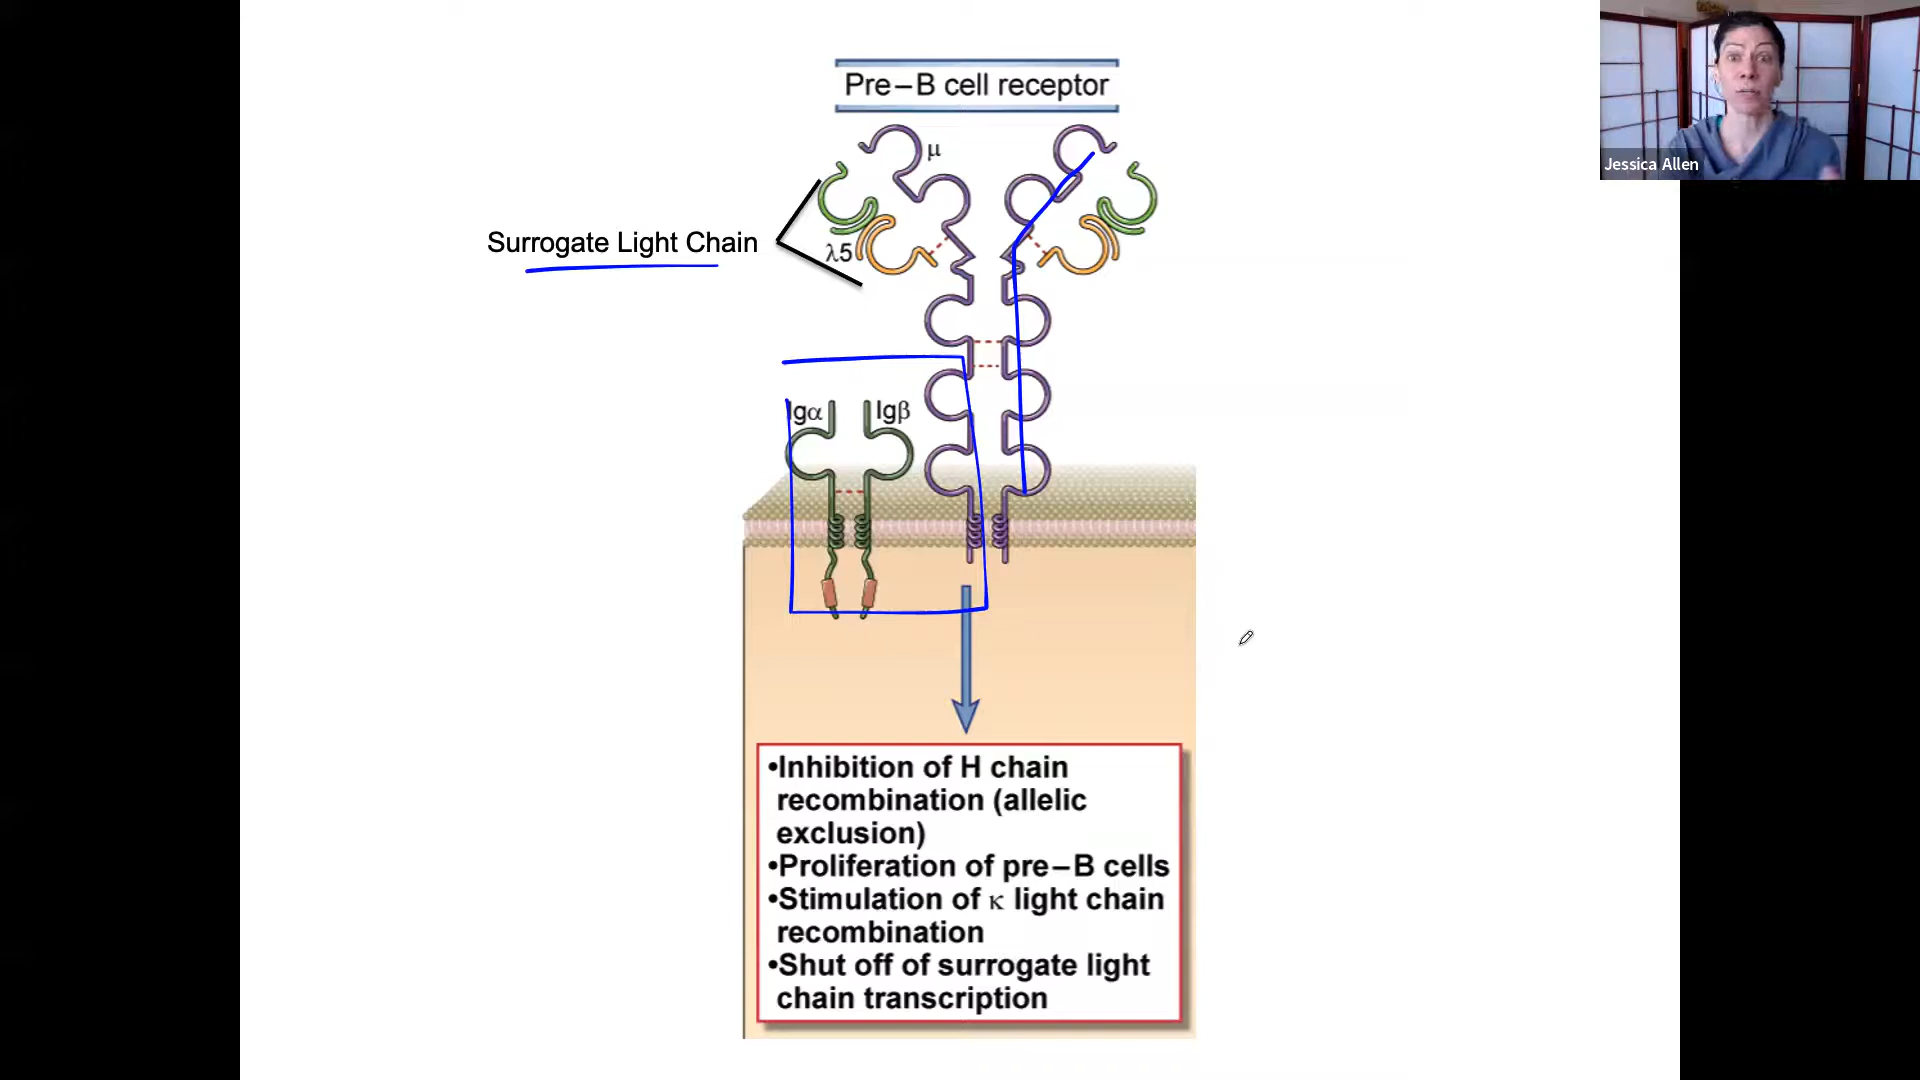 Pre–B cell receptor
μ
Surrogate Light Chain
λ5
Igα
Igβ
•Inhibition of H chain
recombination (allelic
exclusion)
•Proliferation of pre–B cells
•Stimulation of κ light chain
recombination
•Shut off of surrogate light
chain transcription
Jessica Allen